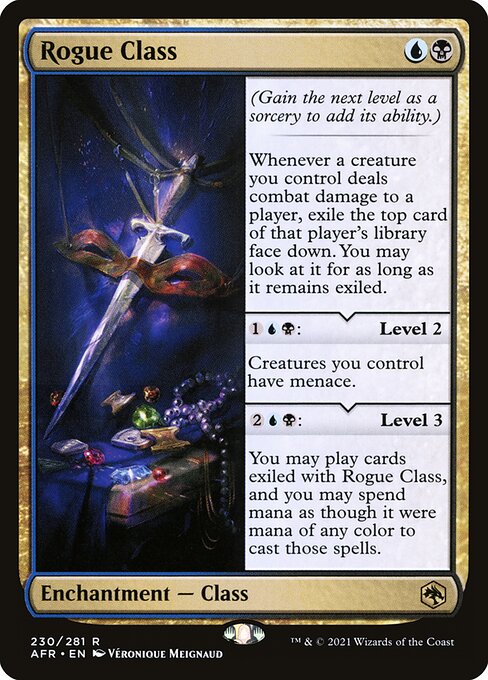 Rogue Class
(Gain the next level as a
sorcery to add its ability.)
Whenever a creature
you control deals
combat damage to a
player, exile the top card
of that player's library
face down. You may
look at it for as long as
it remains exiled.
1 : Level 2
Creatures you control
have menace.
2 : Level 3
You may play cards
exiled with Rogue Class,
and you may spend
mana as though it were
mana of any color to
cast those spells.
Enchantment — Class
230/281 R
AFR • EN Véronique Meignaud
™ & © 2021 Wizards of the Coast